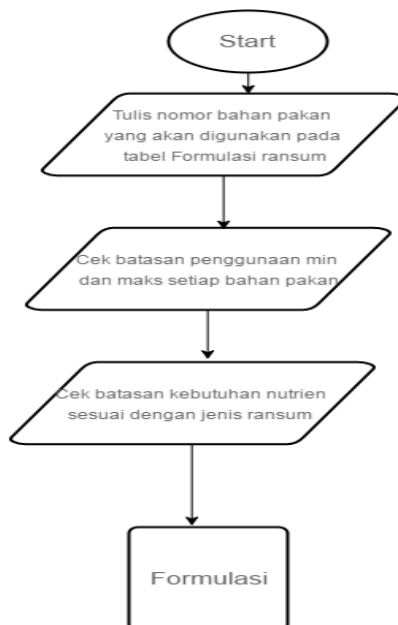 Start
Tulis nomor bahan pakan
yang akan digunakan pada
tabel Formulasi ransum
Cek batasan penggunaan min
dan maks setiap bahan pakan
Cek batasan kebutuhan nutrien
sesuai dengan jenis ransum
Formulasi